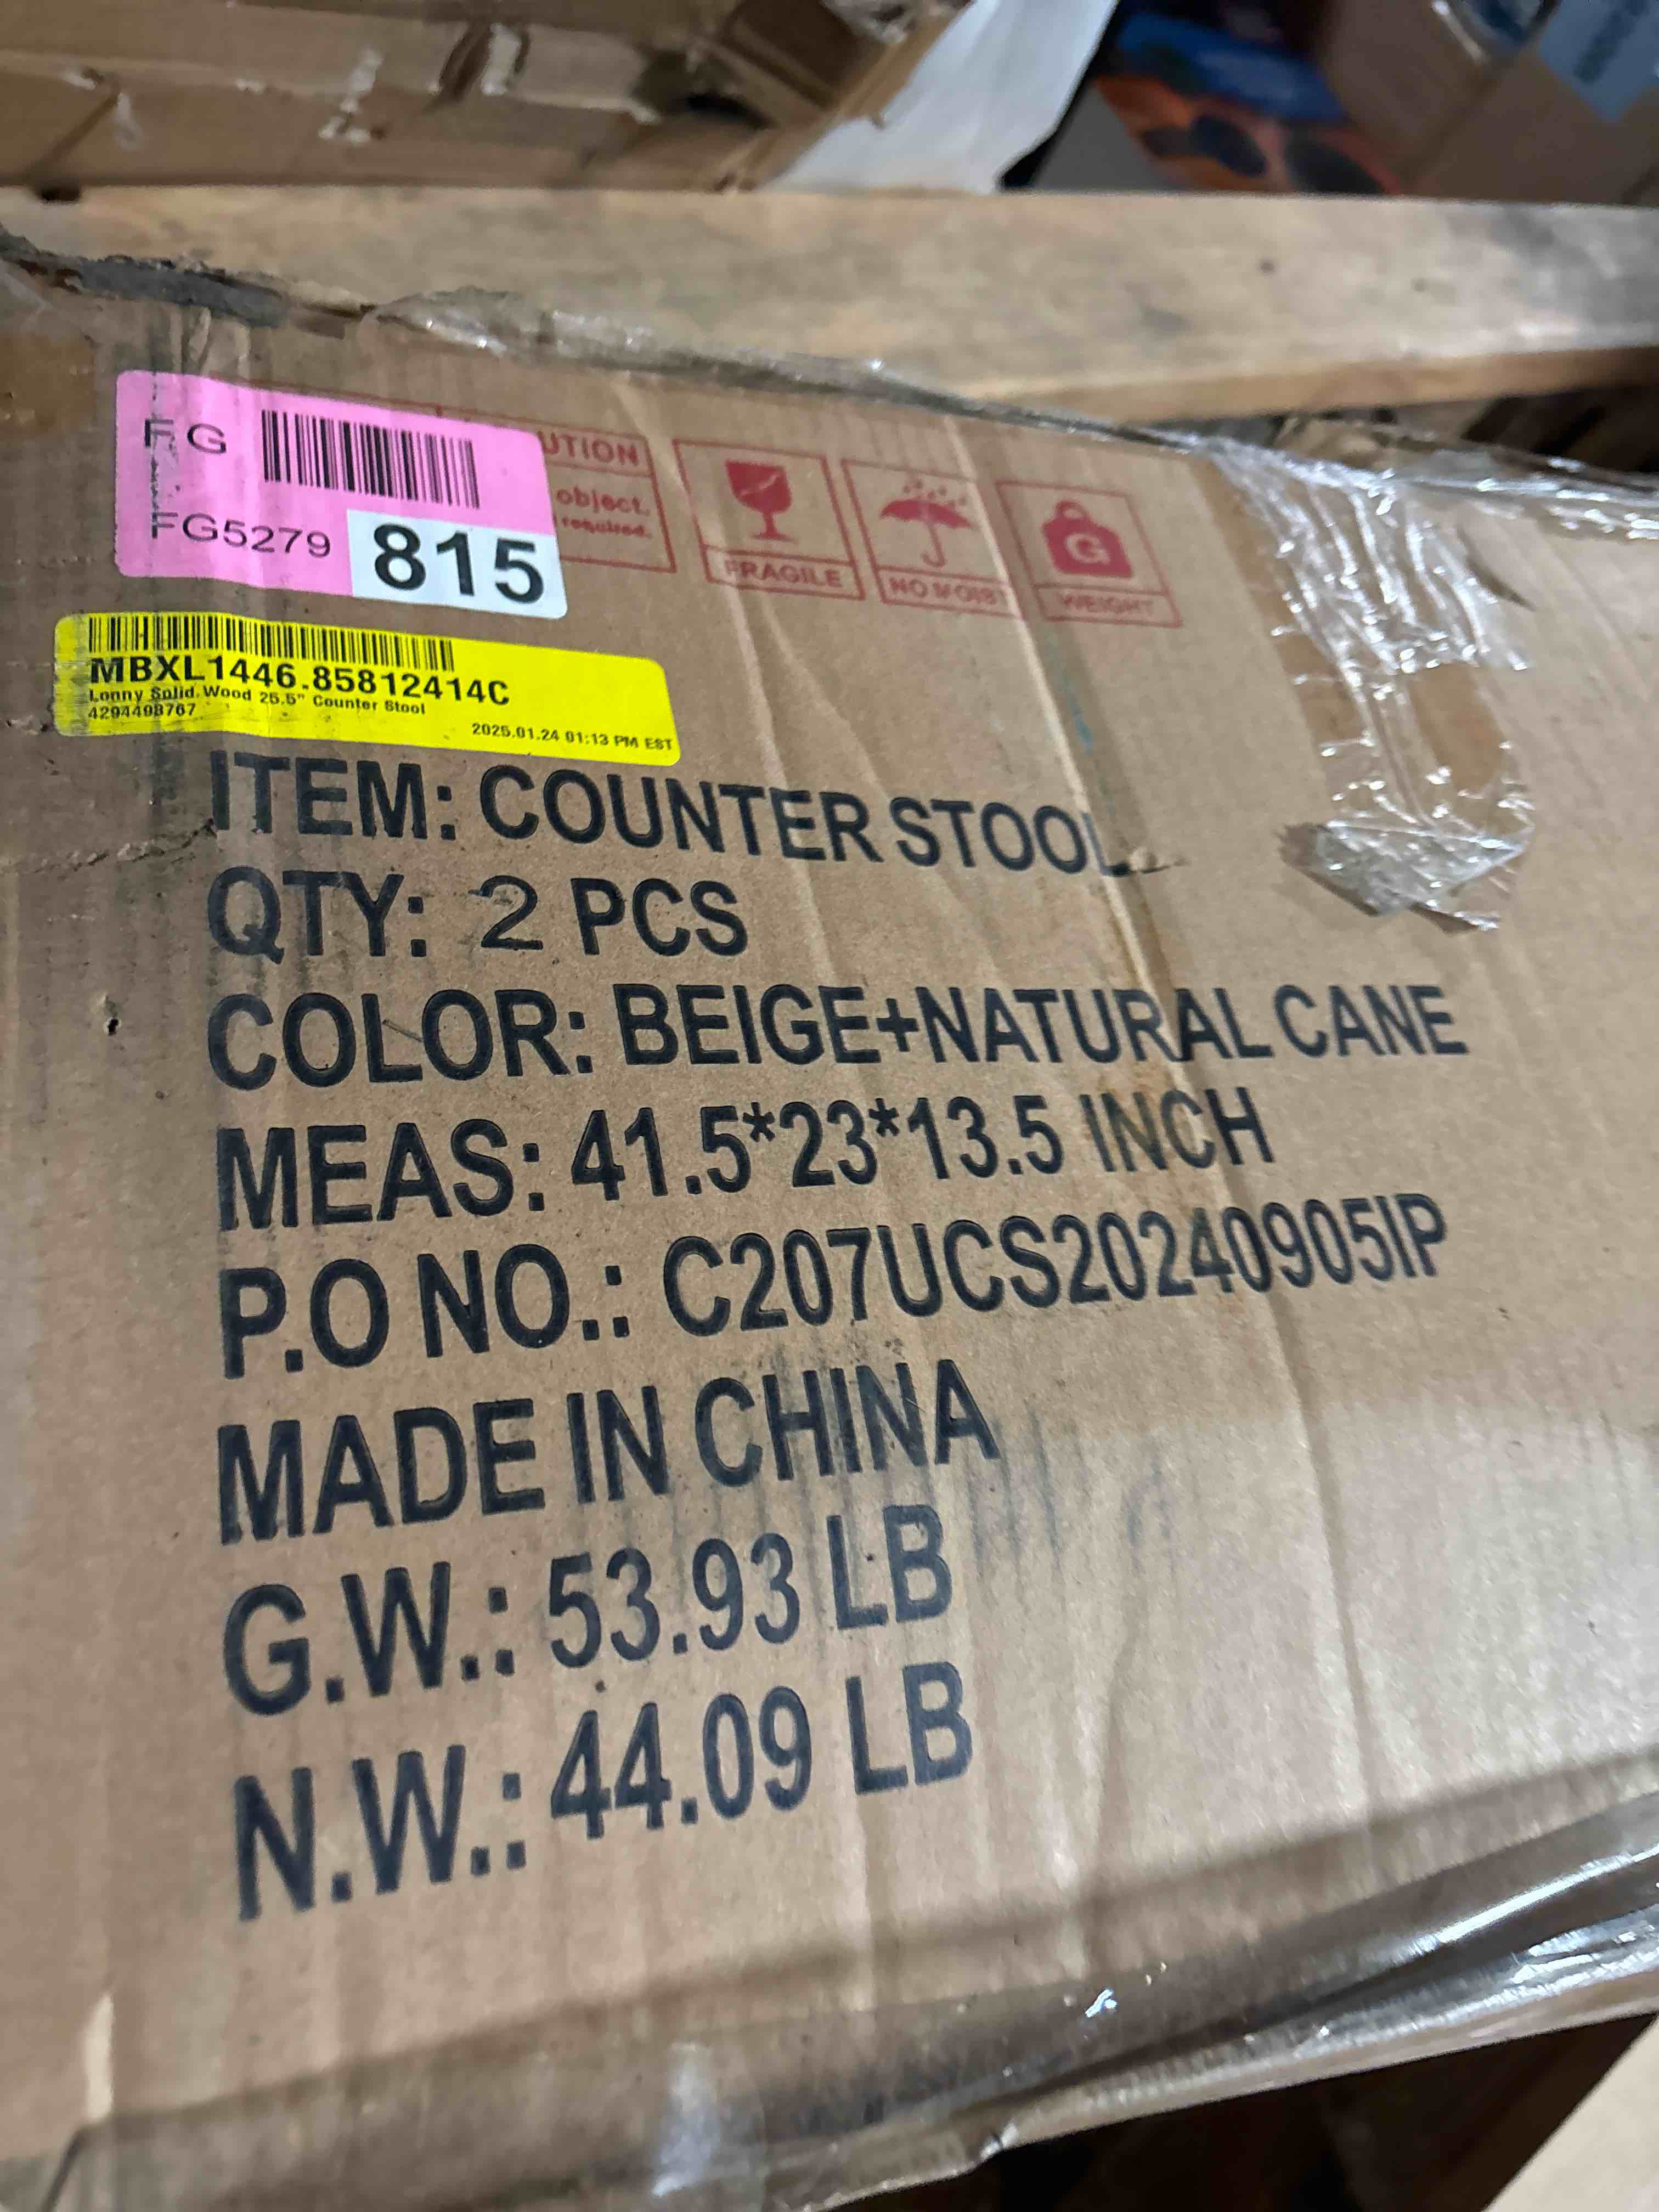 FG
FG5279
815
UTION
object.
required.
FRAGILE
NO MOIST
G
WEIGHT
MBXL1446.85812414C
Lonny Solid Wood 25.5" Counter Stool
4294498767
2025.01.24 01:13 PM EST
ITEM: COUNTER STOOL
QTY: 2 PCS
COLOR: BEIGE+NATURAL CANE
MEAS: 41.5*23*13.5 INCH
P.O NO.: C207UCS20240905IP
MADE IN CHINA
G.W.: 53.93 LB
N.W.: 44.09 LB